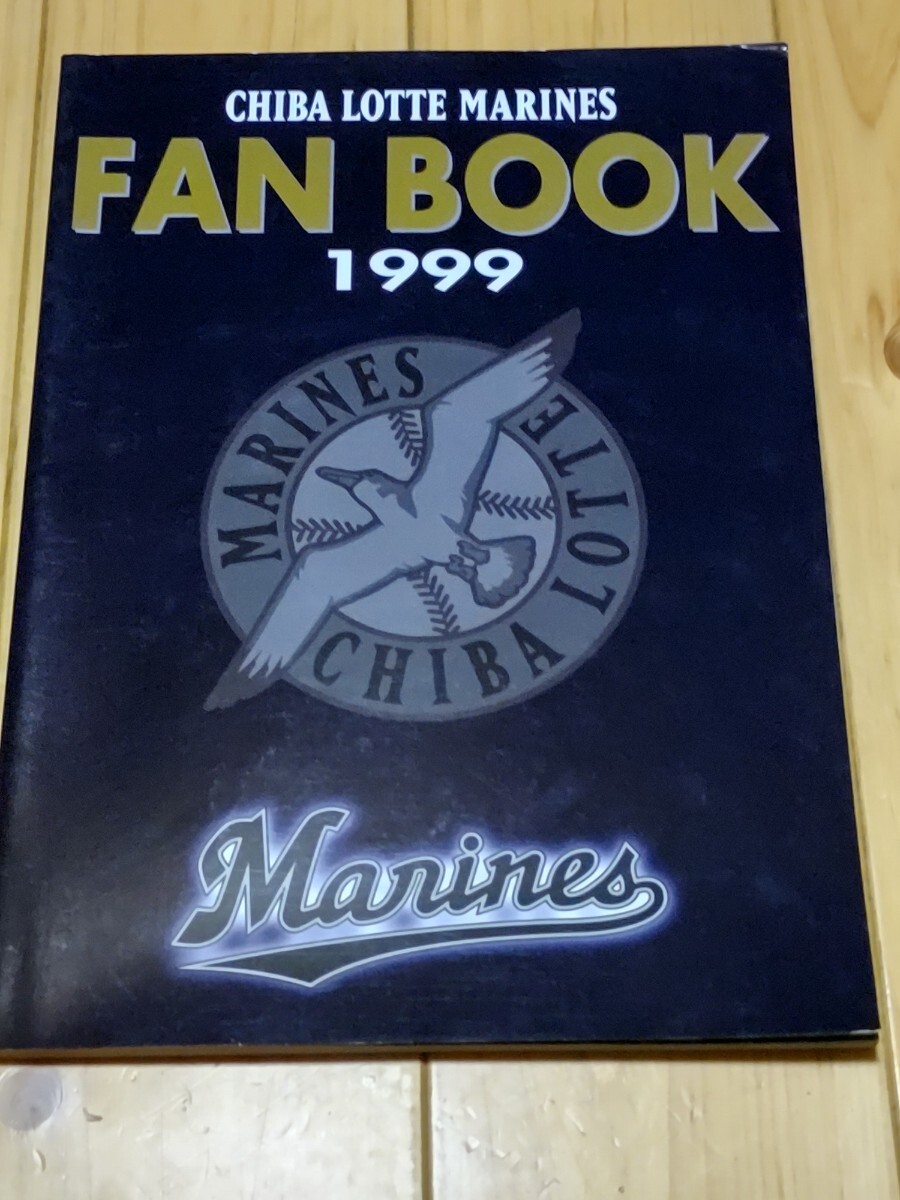 CHIBA LOTTE MARINES
FAN BOOK
1999
MARINES
CHIBA LOTTE
Marines